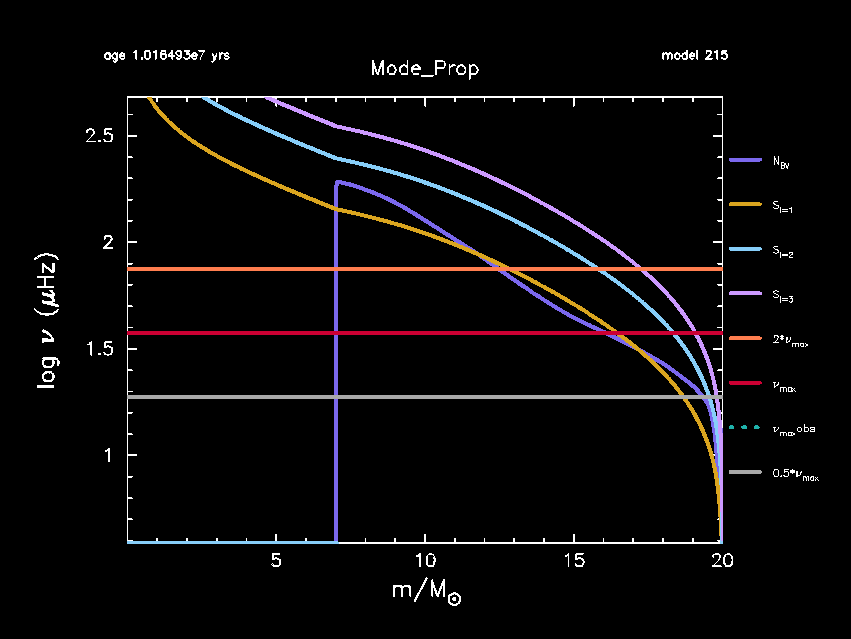 age 1.016493e7 yrs
model 215
Mode_Prop
log ν (μHz)
2.5
2
1.5
1
5
10
15
20
m/M☉
N_BV
S_l=1
S_l=2
S_l=3
2*ν_max
ν_max
ν_max obs
0.5*ν_max